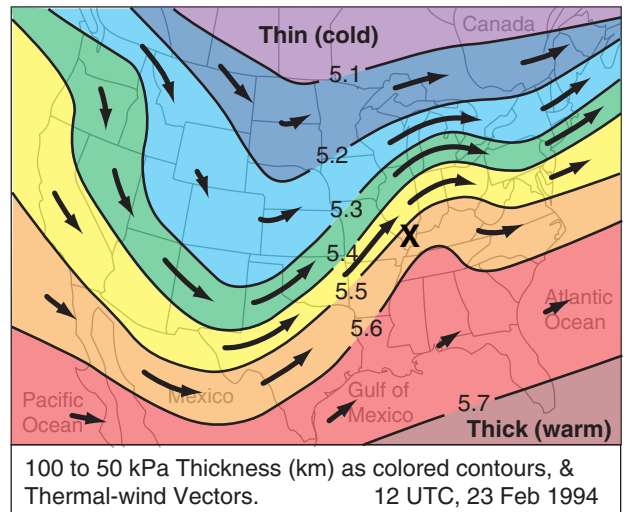 Canada
Thin (cold)
5.1
5.2
5.3
X
5.4
5.5
5.6
Atlantic
Ocean
Pacific
Ocean
Mexico
Gulf of
Mexico
5.7
Thick (warm)
100 to 50 kPa Thickness (km) as colored contours, &
Thermal-wind Vectors. 12 UTC, 23 Feb 1994